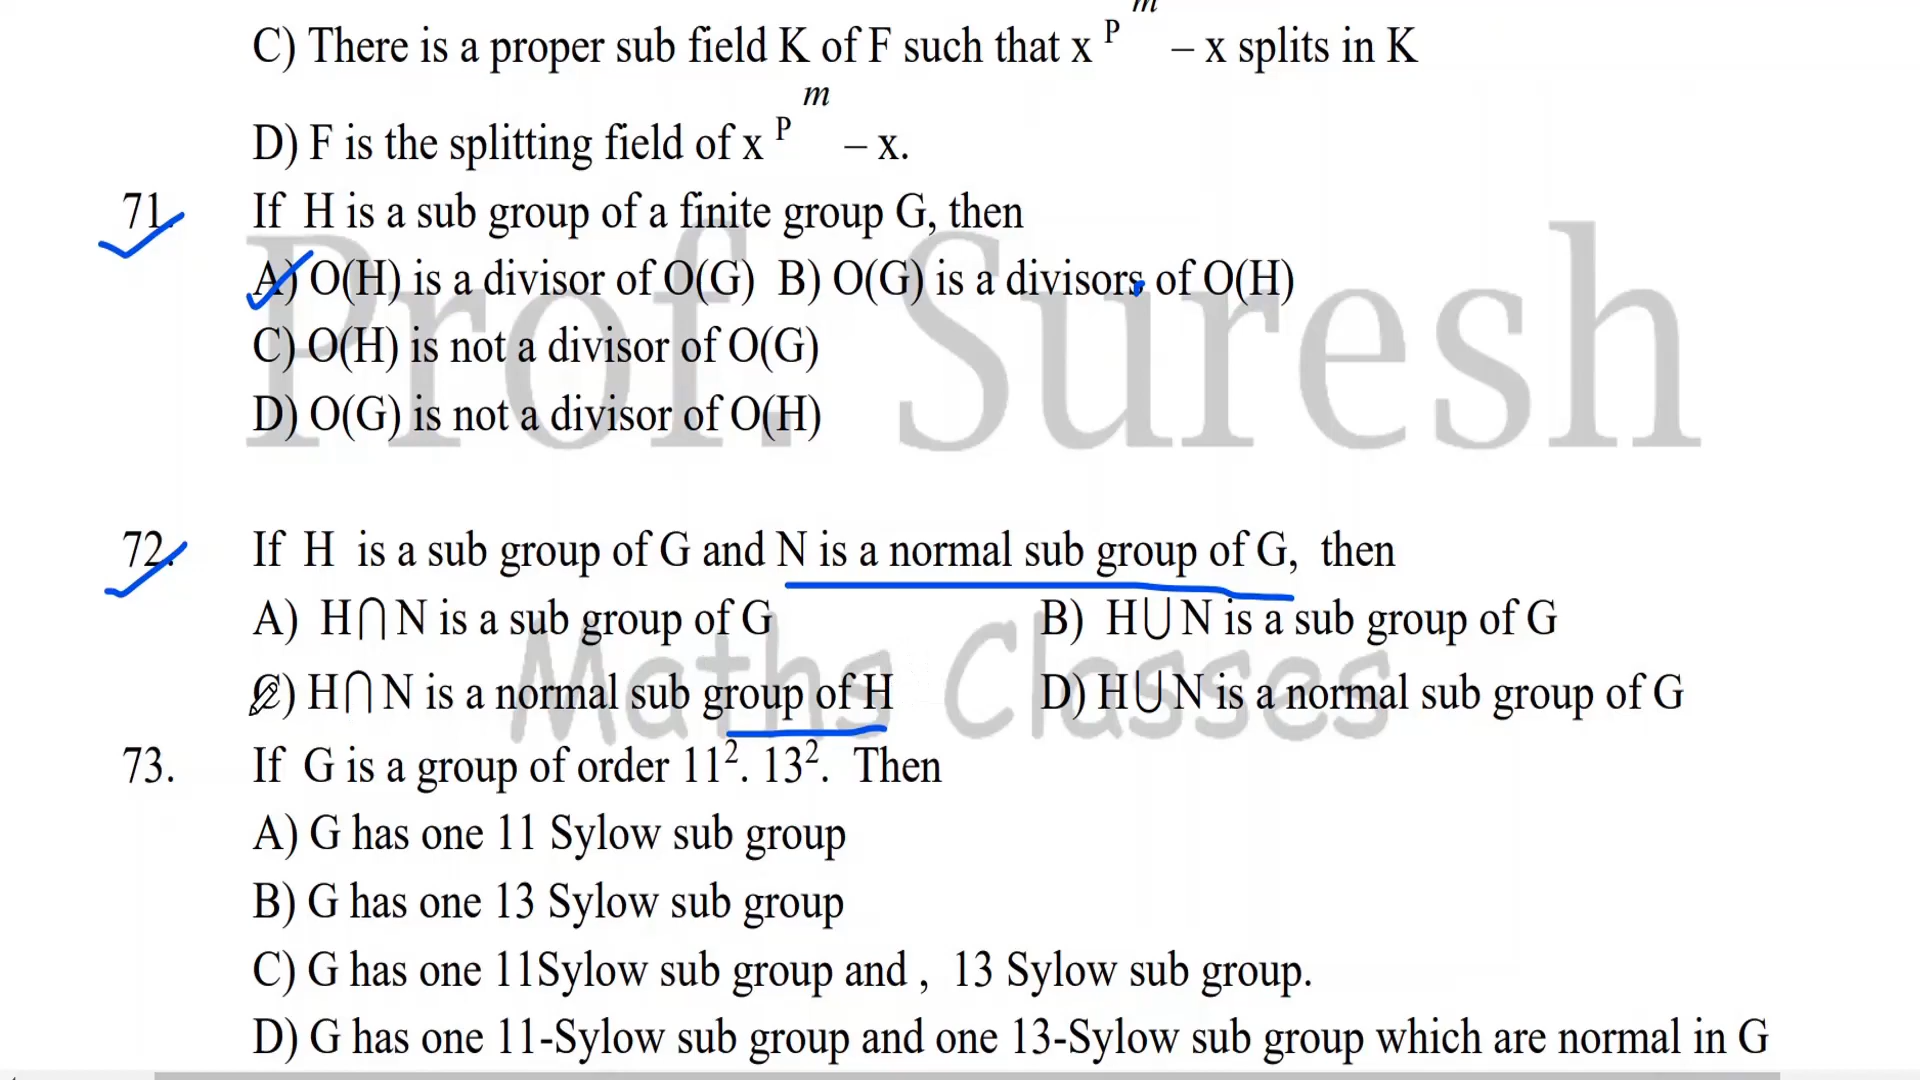 m
C) There is a proper sub field K of F such that x P – x splits in K
m
D) F is the splitting field of x P – x.
71. If H is a sub group of a finite group G, then
A) O(H) is a divisor of O(G) B) O(G) is a divisors of O(H)
C) O(H) is not a divisor of O(G)
D) O(G) is not a divisor of O(H)
Prof. Suresh
72. If H is a sub group of G and N is a normal sub group of G, then
A) H⋂N is a sub group of G B) H⋃N is a sub group of G
C) H⋂N is a normal sub group of H D) H⋃N is a normal sub group of G
Maths Classes
73. If G is a group of order 11². 13². Then
A) G has one 11 Sylow sub group
B) G has one 13 Sylow sub group
C) G has one 11Sylow sub group and , 13 Sylow sub group.
D) G has one 11-Sylow sub group and one 13-Sylow sub group which are normal in G